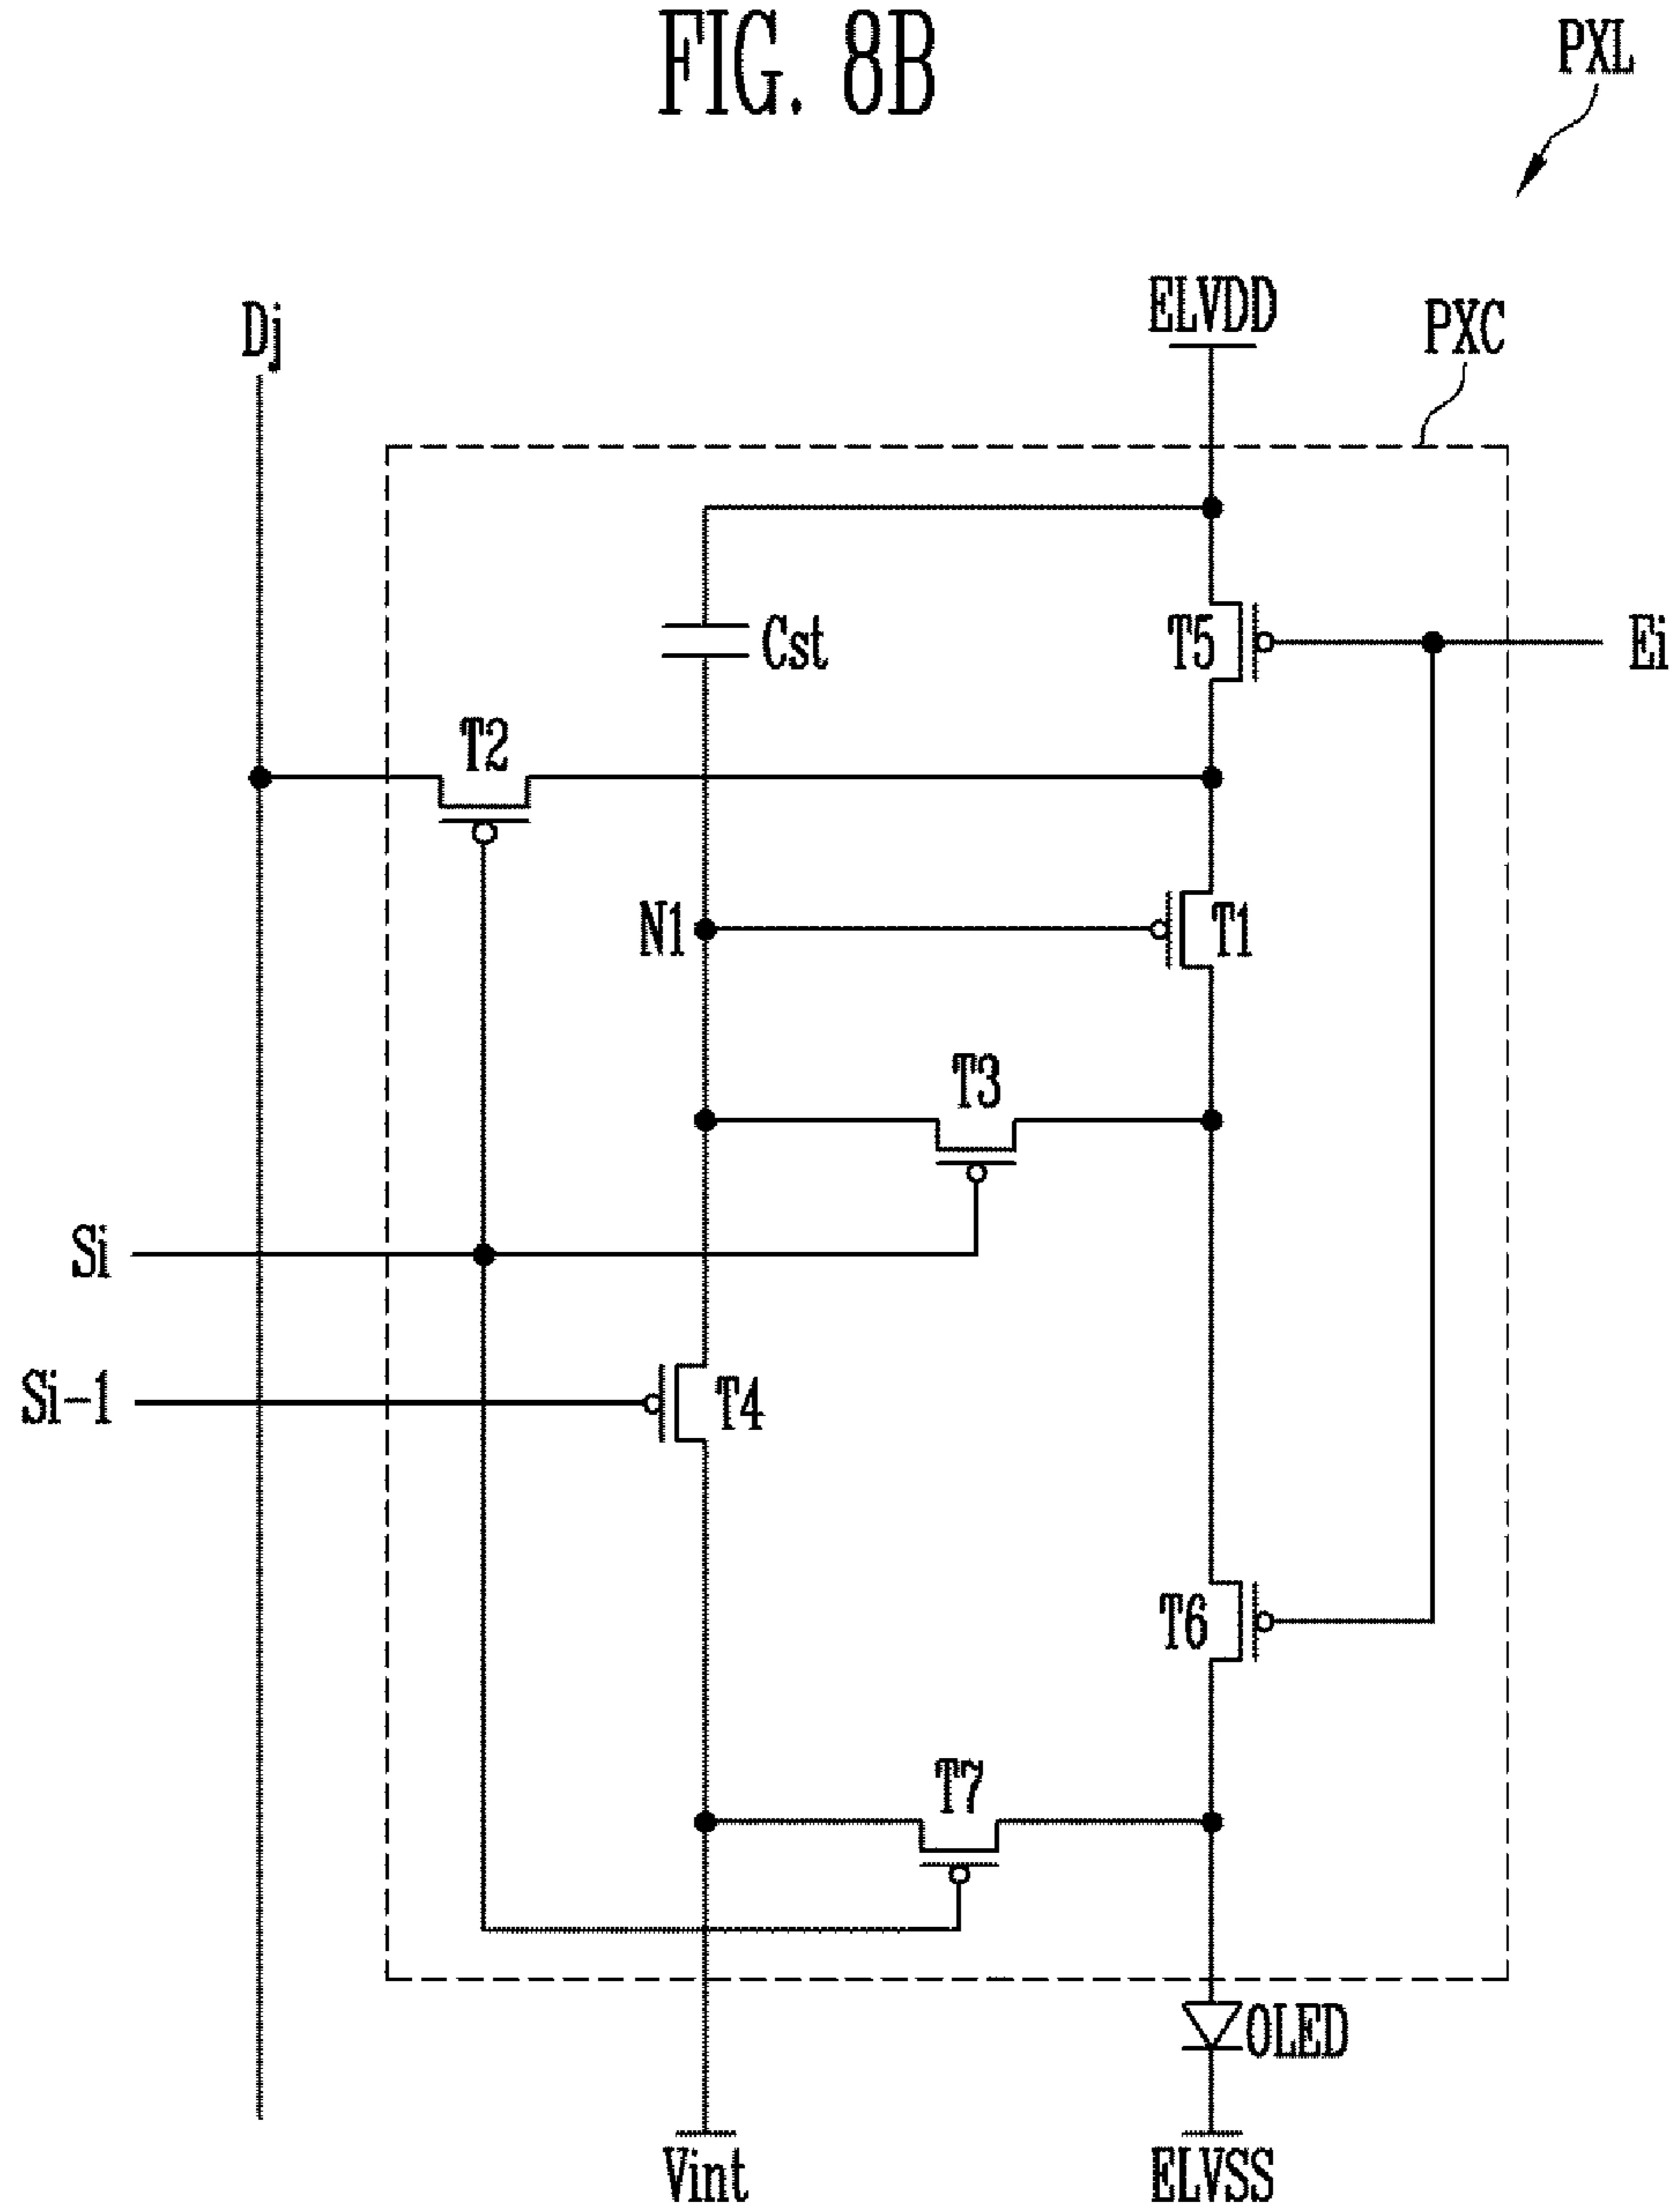 FIG. 8B
PXL
Dj
ELVDD
PXC
Cst
T5
Ei
T2
N1
T1
T3
Si
Si-1
T4
T6
T7
OLED
Vint
ELVSS